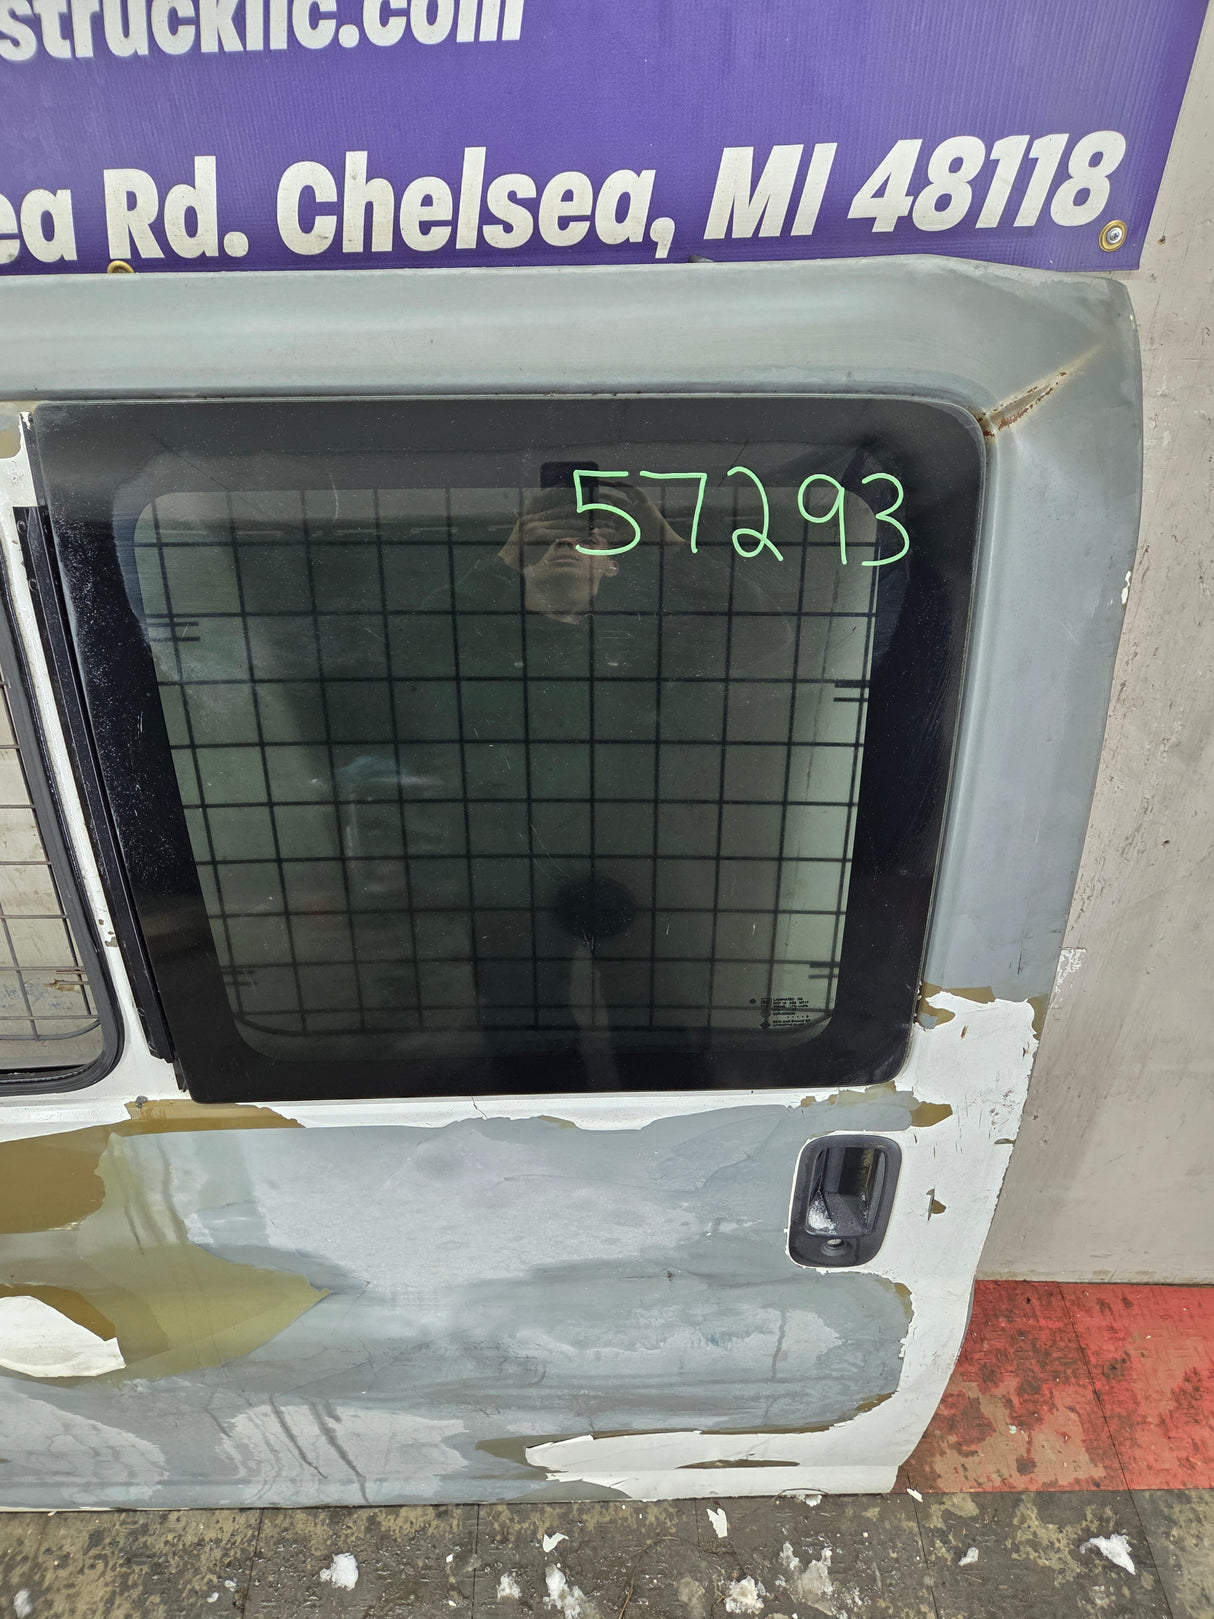 struckllc.com
ea Rd. Chelsea, MI 48118
57293